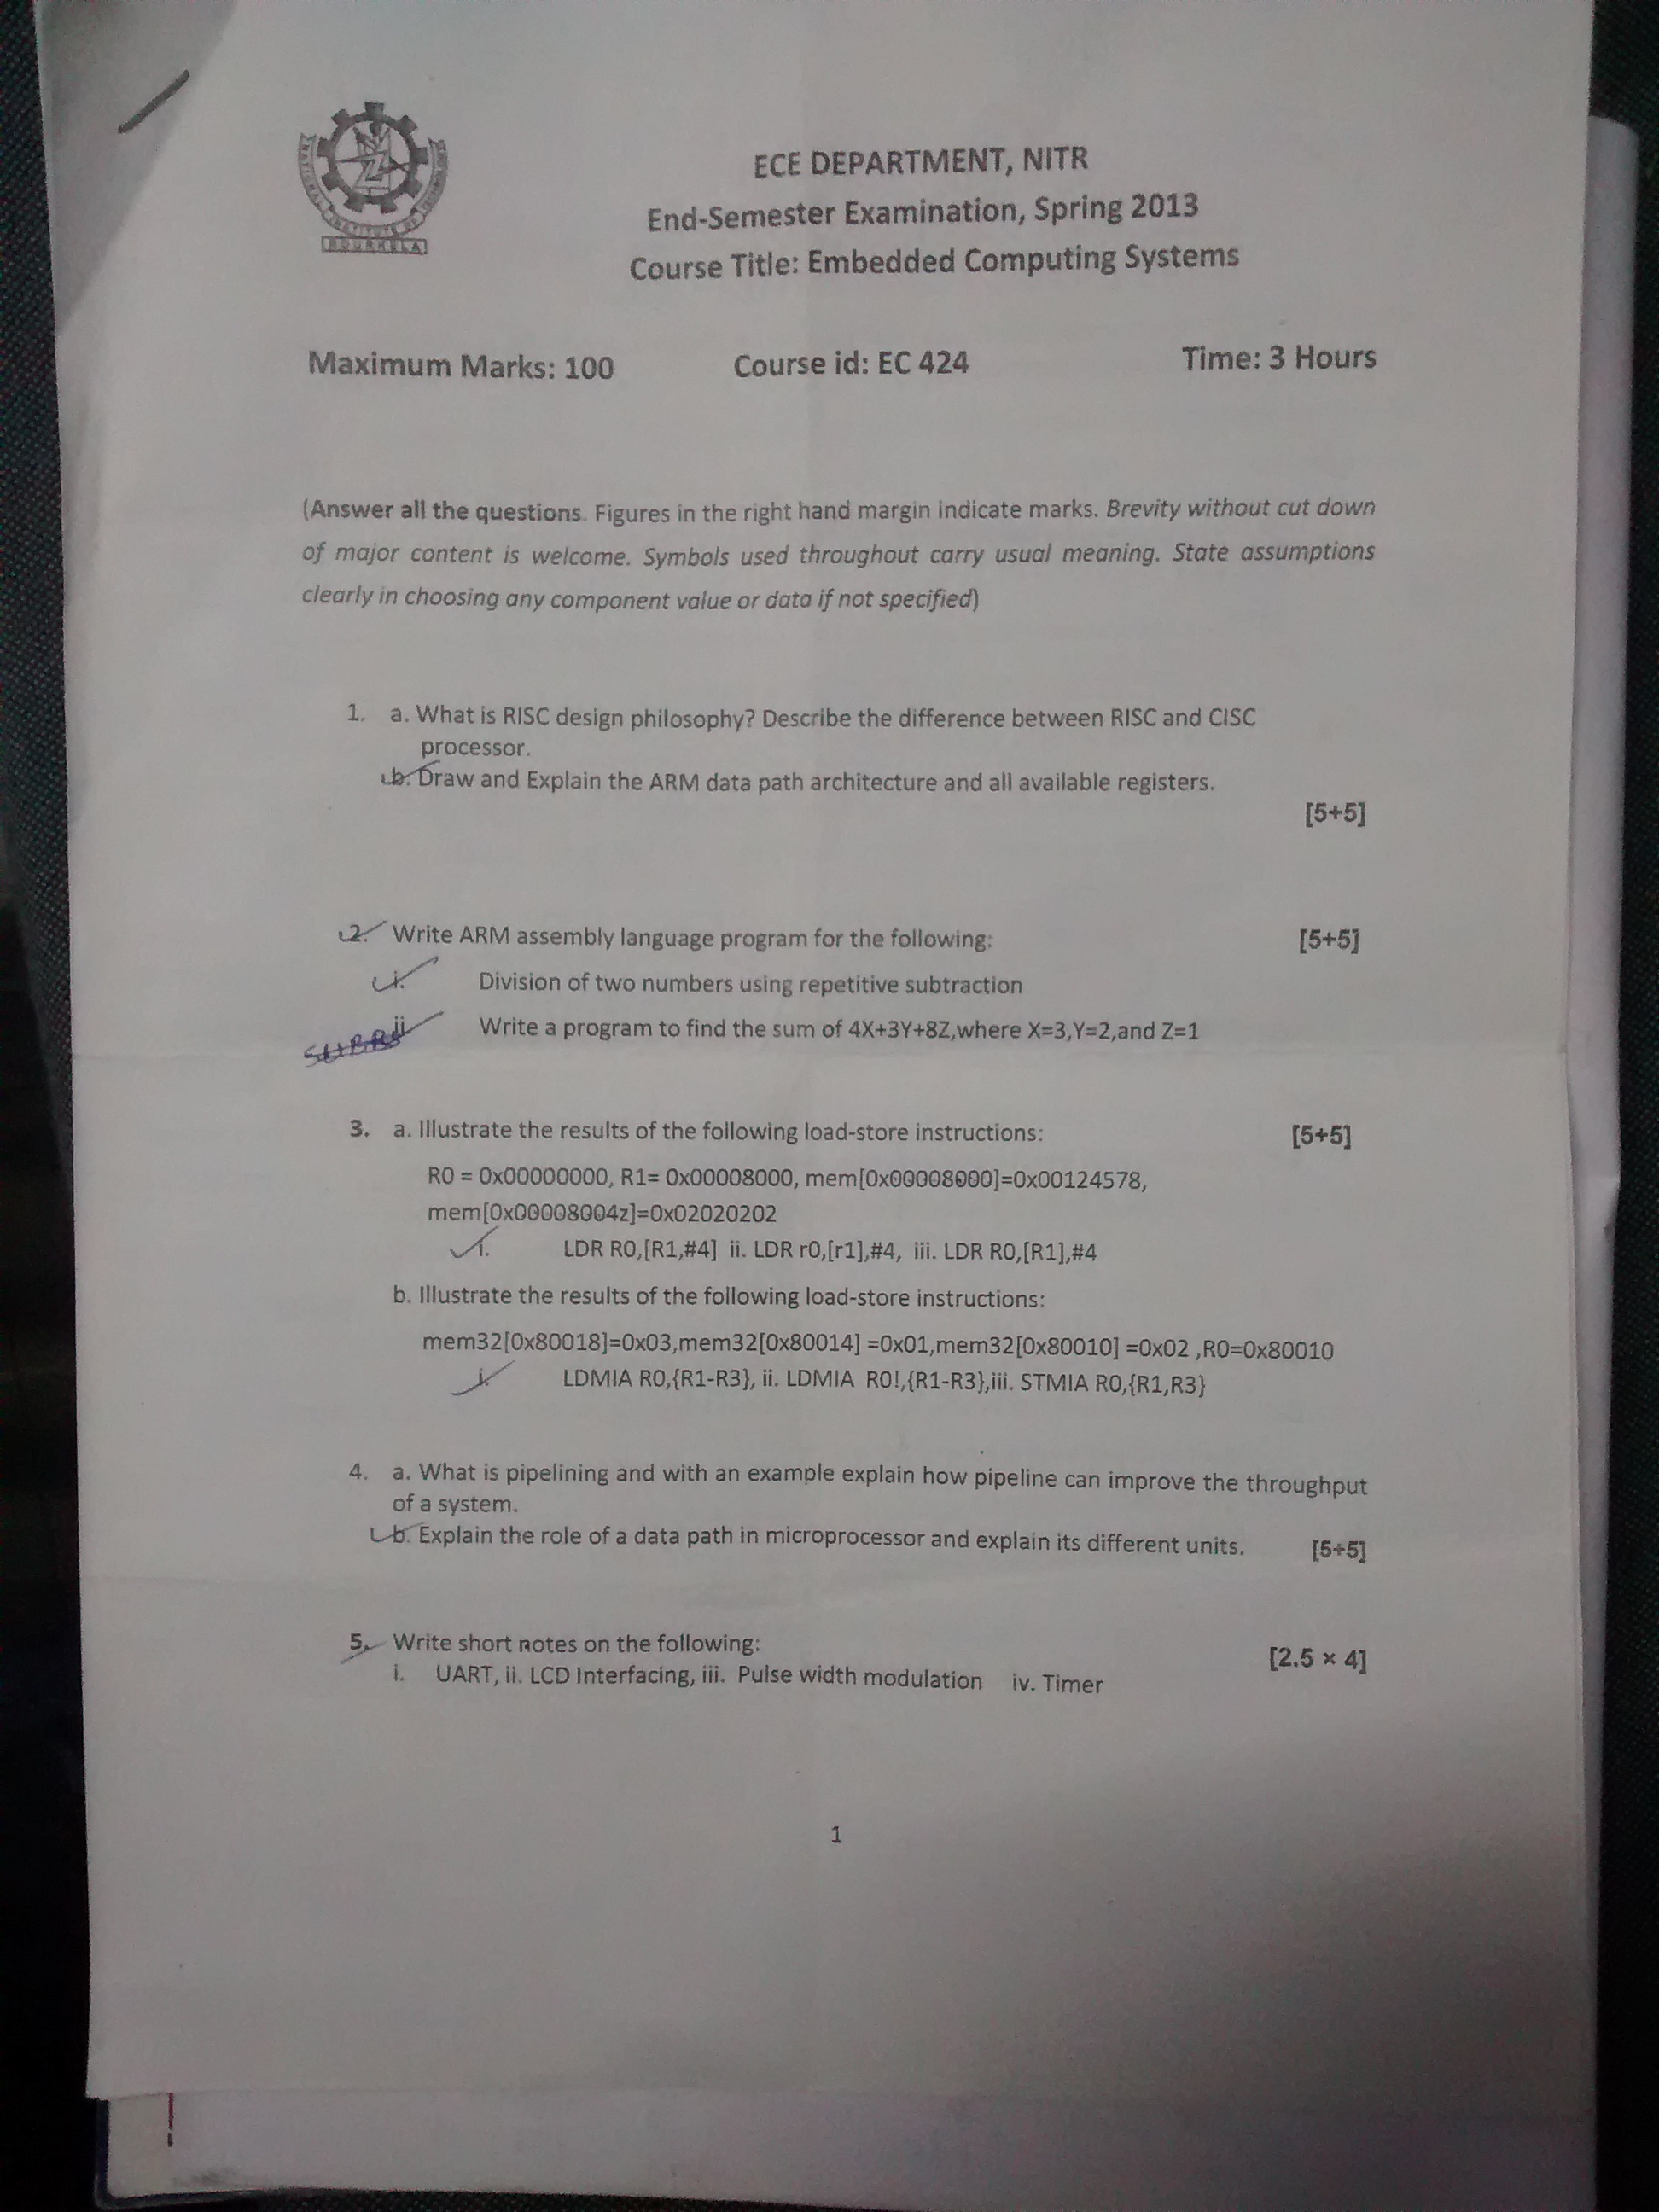 ROURKELA
ECE DEPARTMENT, NITR
End-Semester Examination, Spring 2013
Course Title: Embedded Computing Systems
Maximum Marks: 100 Course id: EC 424 Time: 3 Hours
(Answer all the questions. Figures in the right hand margin indicate marks. Brevity without cut down
of major content is welcome. Symbols used throughout carry usual meaning. State assumptions
clearly in choosing any component value or data if not specified)
1. a. What is RISC design philosophy? Describe the difference between RISC and CISC
processor.
b. Draw and Explain the ARM data path architecture and all available registers.
[5+5]
2. Write ARM assembly language program for the following: [5+5]
i. Division of two numbers using repetitive subtraction
ii. Write a program to find the sum of 4X+3Y+8Z,where X=3,Y=2,and Z=1
3. a. Illustrate the results of the following load-store instructions: [5+5]
R0 = 0x00000000, R1= 0x00008000, mem[0x00008000]=0x00124578,
mem[0x00008004z]=0x02020202
i. LDR R0,[R1,#4] ii. LDR r0,[r1],#4, iii. LDR R0,[R1],#4
b. Illustrate the results of the following load-store instructions:
mem32[0x80018]=0x03,mem32[0x80014] =0x01,mem32[0x80010] =0x02 ,R0=0x80010
i. LDMIA R0,{R1-R3}, ii. LDMIA R0!,{R1-R3},iii. STMIA R0,{R1,R3}
4. a. What is pipelining and with an example explain how pipeline can improve the throughput
of a system.
b. Explain the role of a data path in microprocessor and explain its different units. [5+5]
5. Write short notes on the following: [2.5 × 4]
i. UART, ii. LCD Interfacing, iii. Pulse width modulation iv. Timer
1